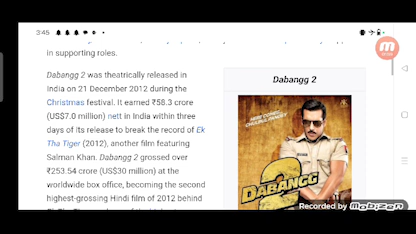 3:45
in supporting roles.
Dabangg 2 was theatrically released in
India on 21 December 2012 during the
Christmas festival. It earned ₹58.3 crore
(US$7.0 million) nett in India within three
days of its release to break the record of Ek
Tha Tiger (2012), another film featuring
Salman Khan. Dabangg 2 grossed over
₹253.54 crore (US$30 million) at the
worldwide box office, becoming the second
highest-grossing Hindi film of 2012 behind
Dabangg 2
DABANGG
2
Recorded by Mobizen